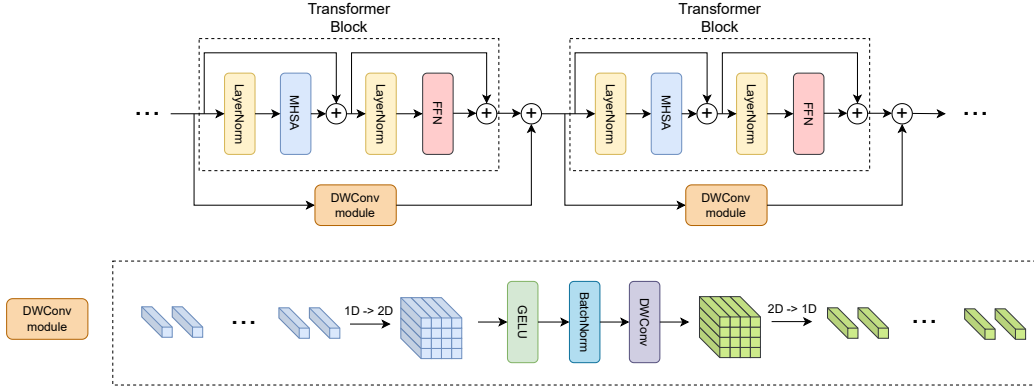 Transformer
Block
Transformer
Block
...
LayerNorm
MHSA
+
LayerNorm
FFN
+
+
LayerNorm
MHSA
+
LayerNorm
FFN
+
+
...
DWConv
module
DWConv
module
DWConv
module
...
1D -> 2D
GELU
BatchNorm
DWConv
2D -> 1D
...